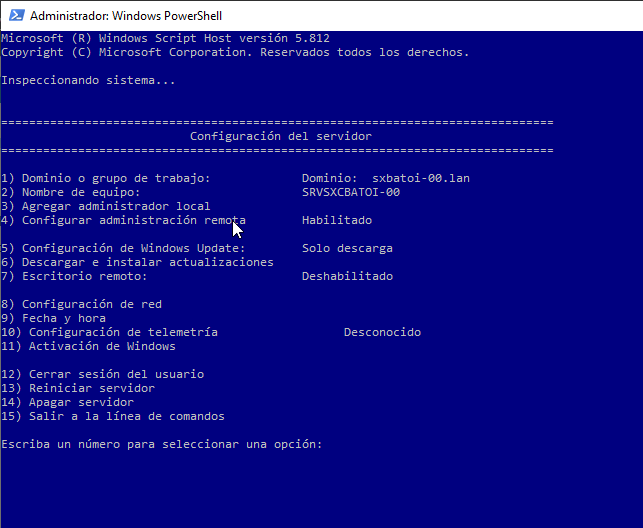 Administrador: Windows PowerShell
Microsoft (R) Windows Script Host versión 5.812
Copyright (C) Microsoft Corporation. Reservados todos los derechos.
Inspeccionando sistema...
===============================================================================
Configuración del servidor
===============================================================================
1) Dominio o grupo de trabajo: Dominio: sxbatoi-00.lan
2) Nombre de equipo: SRVSXCBATOI-00
3) Agregar administrador local
4) Configurar administración remota Habilitado
5) Configuración de Windows Update: Solo descarga
6) Descargar e instalar actualizaciones
7) Escritorio remoto: Deshabilitado
8) Configuración de red
9) Fecha y hora
10) Configuración de telemetría Desconocido
11) Activación de Windows
12) Cerrar sesión del usuario
13) Reiniciar servidor
14) Apagar servidor
15) Salir a la línea de comandos
Escriba un número para seleccionar una opción: